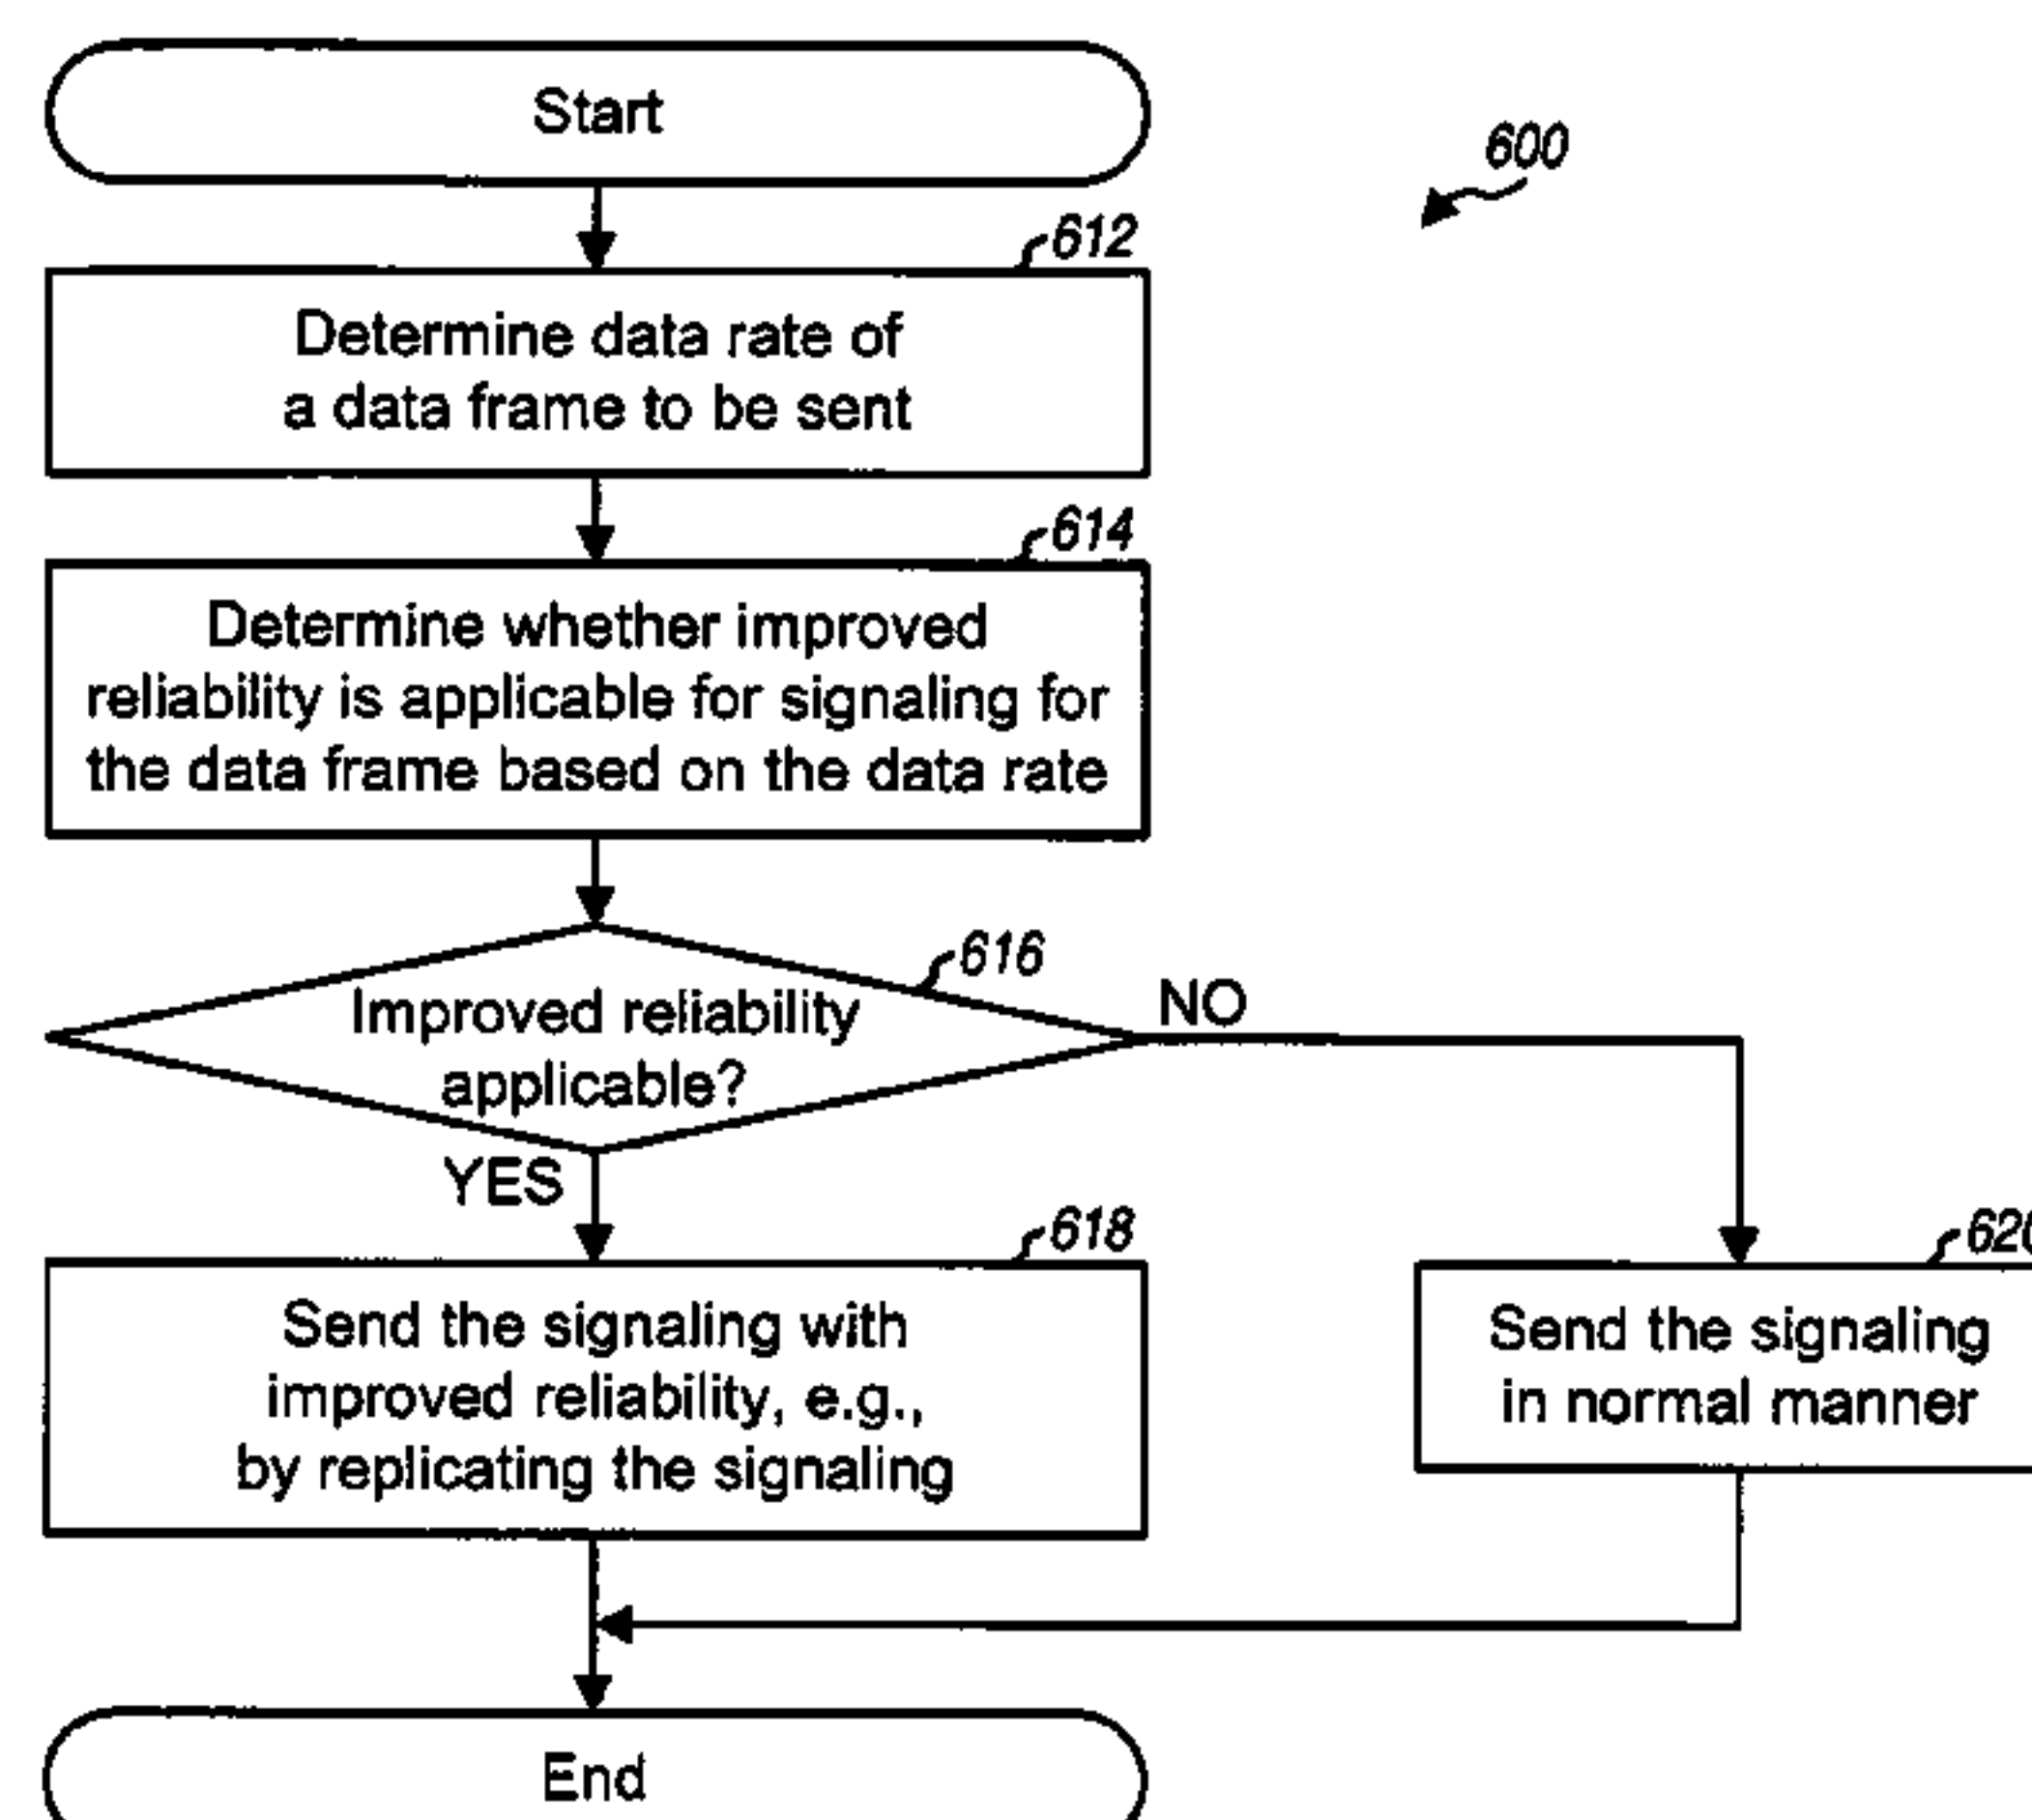 Start
600
612
Determine data rate of
a data frame to be sent
614
Determine whether improved
reliability is applicable for signaling for
the data frame based on the data rate
616
Improved reliability
applicable?
NO
YES
618
Send the signaling with
improved reliability, e.g.,
by replicating the signaling
Send the signaling
in normal manner
End